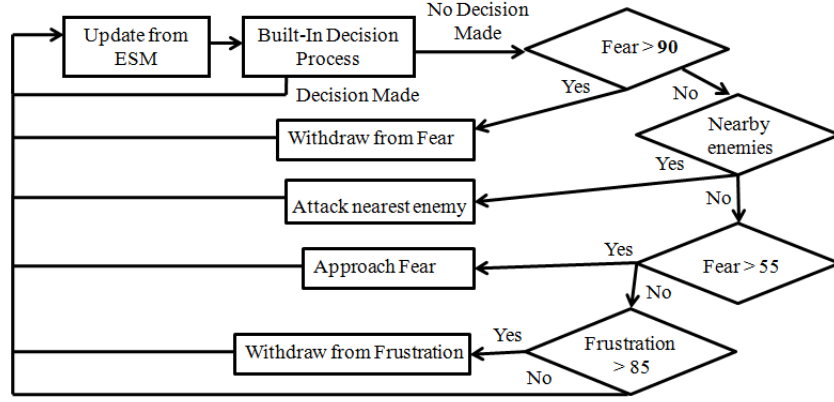 Update from
ESM
Built-In Decision
Process
No Decision
Made
Fear > 90
Decision Made
Yes
No
Withdraw from Fear
Nearby
enemies
Yes
Attack nearest enemy
No
Yes
Approach Fear
Fear > 55
No
Withdraw from Frustration
Yes
Frustration
> 85
No